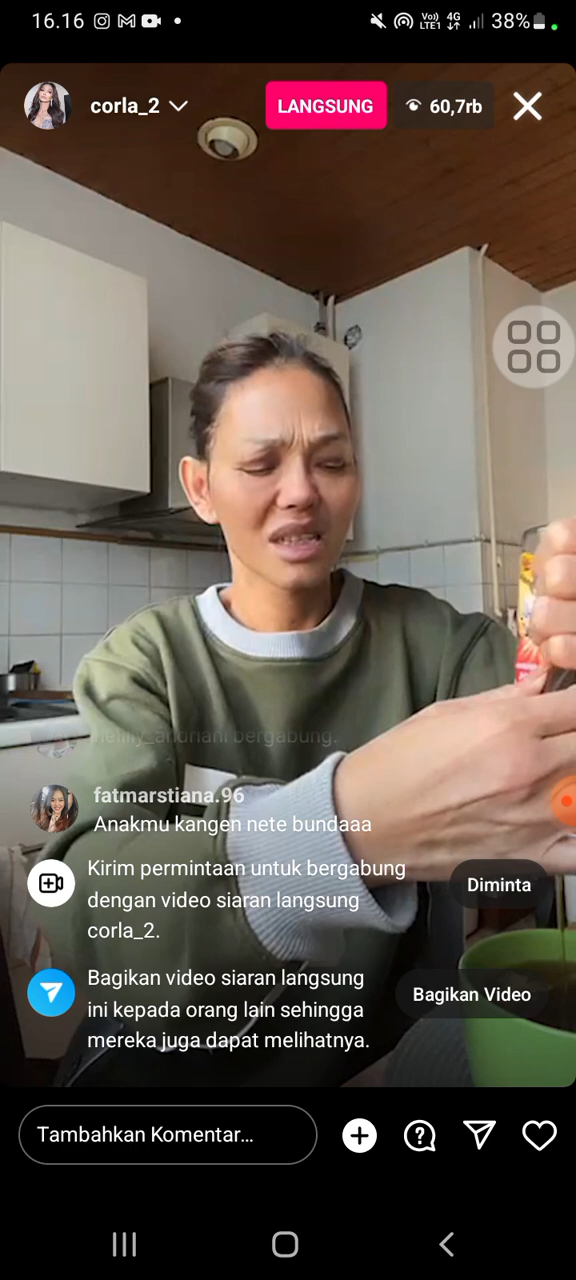 16.16
Vo))
LTE1
4G
38%
corla_2
LANGSUNG
60,7rb
andriani bergabung.
fatmarstiana.96
Anakmu kangen nete bundaaa
Kirim permintaan untuk bergabung
dengan video siaran langsung
corla_2.
Diminta
Bagikan video siaran langsung
ini kepada orang lain sehingga
mereka juga dapat melihatnya.
Bagikan Video
Tambahkan Komentar...